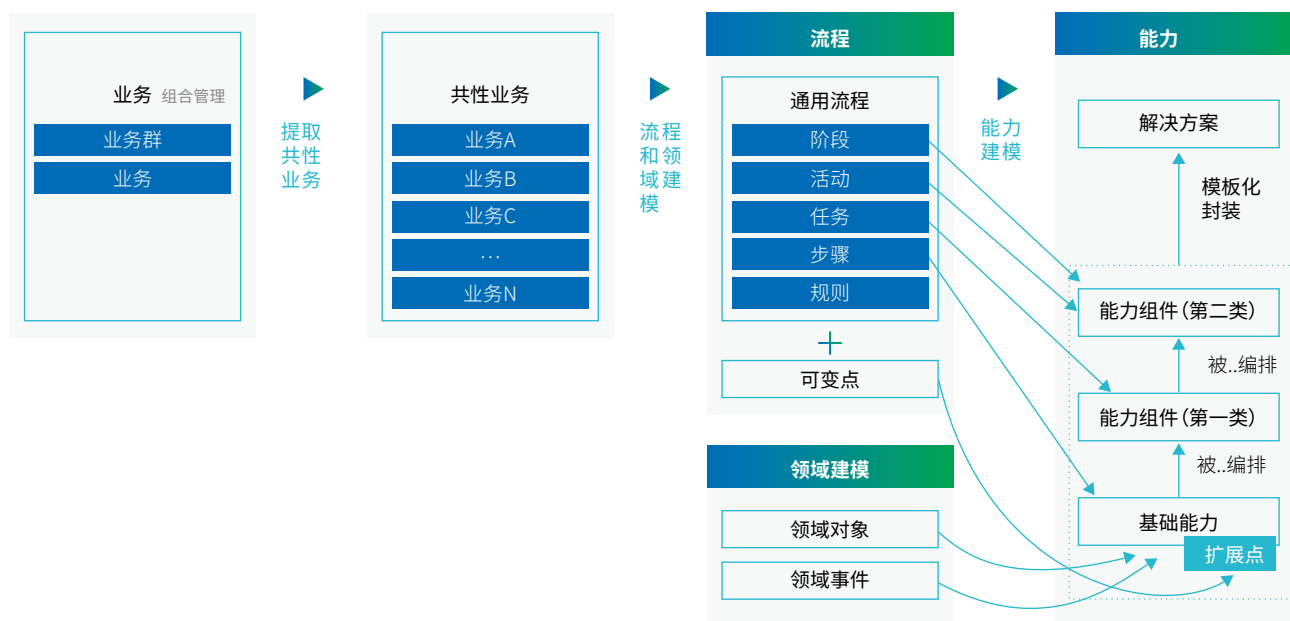 业务 组合管理
业务群
业务
提取
共性
业务
共性业务
业务A
业务B
业务C
...
业务N
流程
和领
域建
模
流程
通用流程
阶段
活动
任务
步骤
规则
可变点
领域建模
领域对象
领域事件
能力
建模
能力
解决方案
模板化
封装
能力组件(第二类)
被..编排
能力组件(第一类)
被..编排
基础能力
扩展点